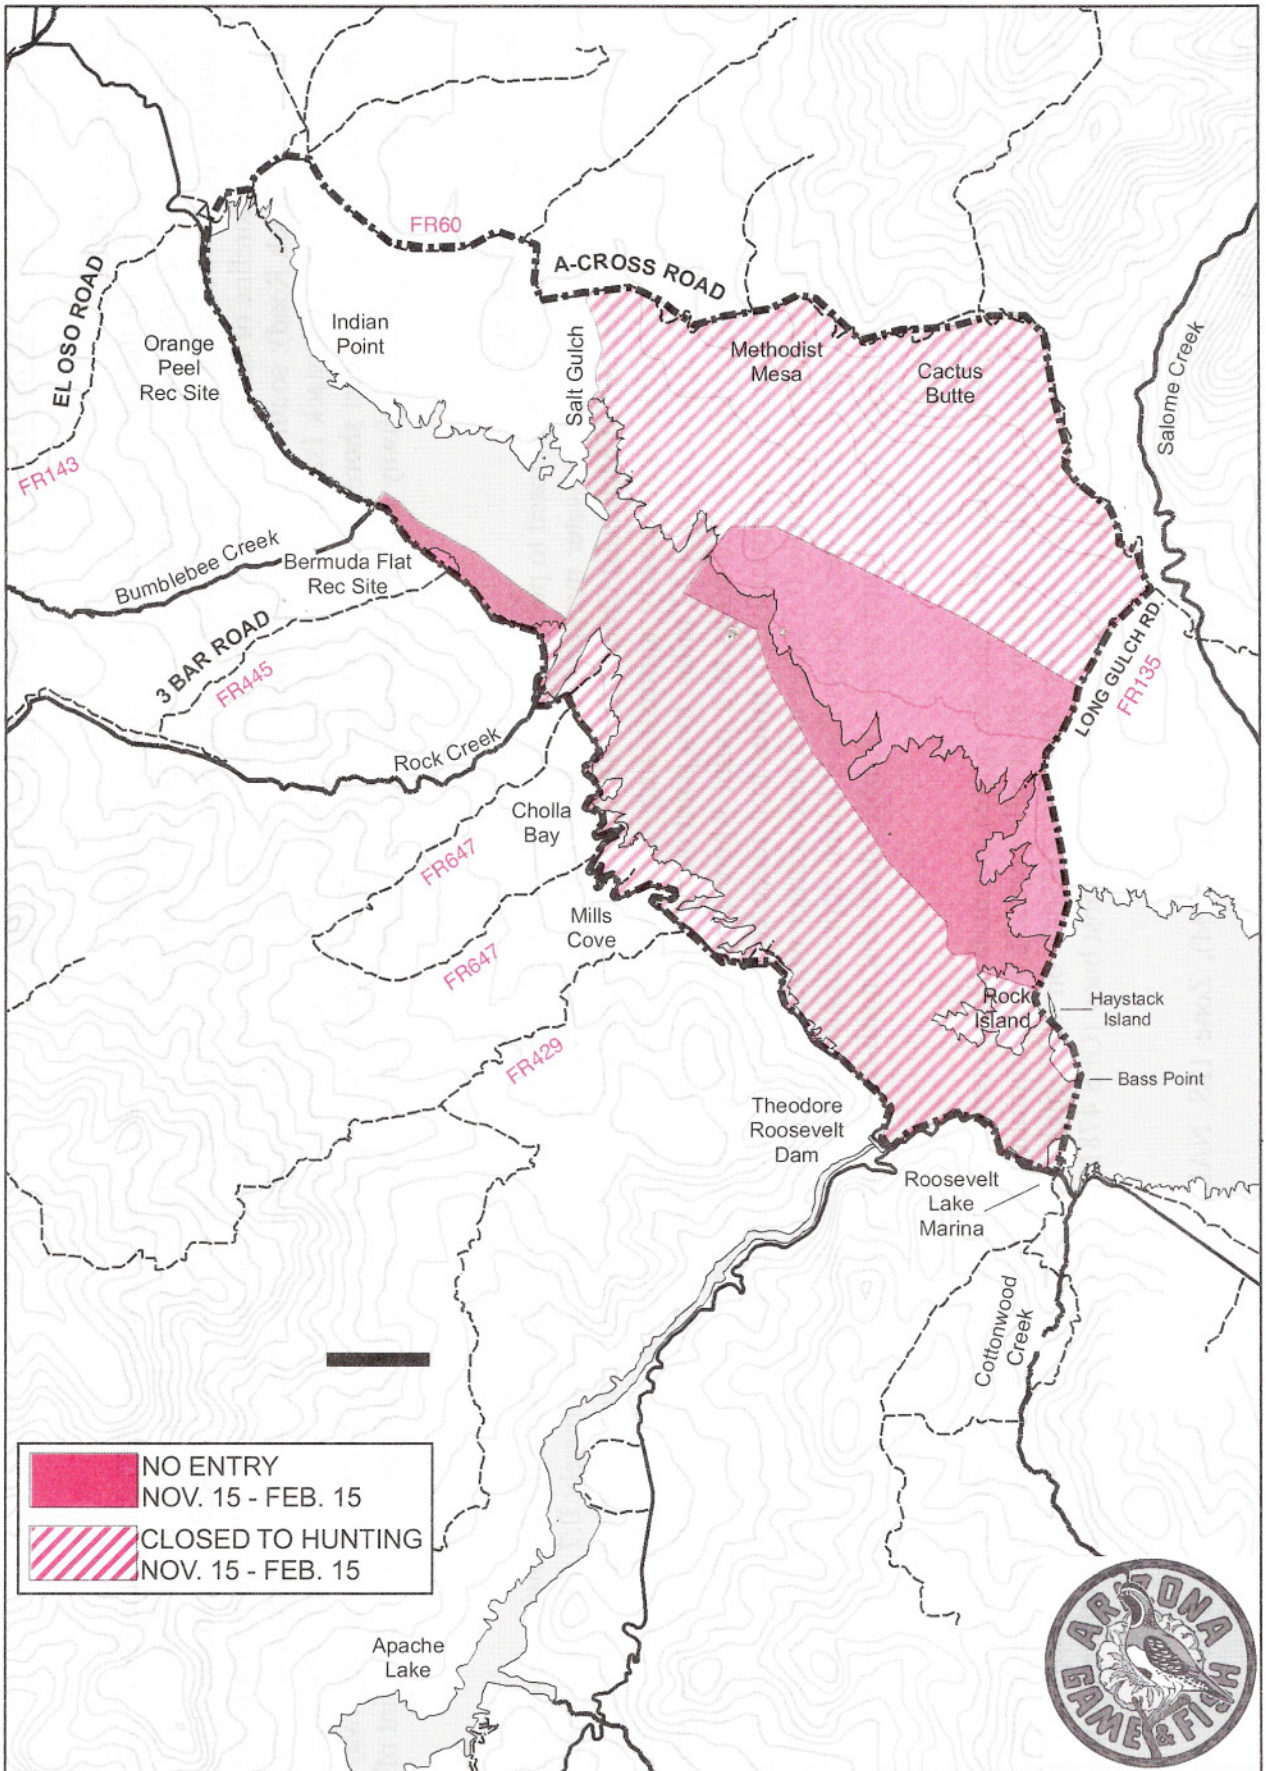 FR60
A-CROSS ROAD
EL OSO ROAD
Orange
Peel
Rec Site
Indian
Point
Salt Gulch
Methodist
Mesa
Cactus
Butte
Salome Creek
FR143
Bumblebee Creek
Bermuda Flat
Rec Site
3 BAR ROAD
FR445
LONG GULCH RD.
FR135
Rock Creek
Cholla
Bay
FR647
Mills
Cove
FR647
Rock
Island
Haystack
Island
FR429
Bass Point
Theodore
Roosevelt
Dam
Roosevelt
Lake
Marina
Cottonwood
Creek
NO ENTRY
NOV. 15 - FEB. 15
CLOSED TO HUNTING
NOV. 15 - FEB. 15
Apache
Lake
ARIZONA
GAME & FISH